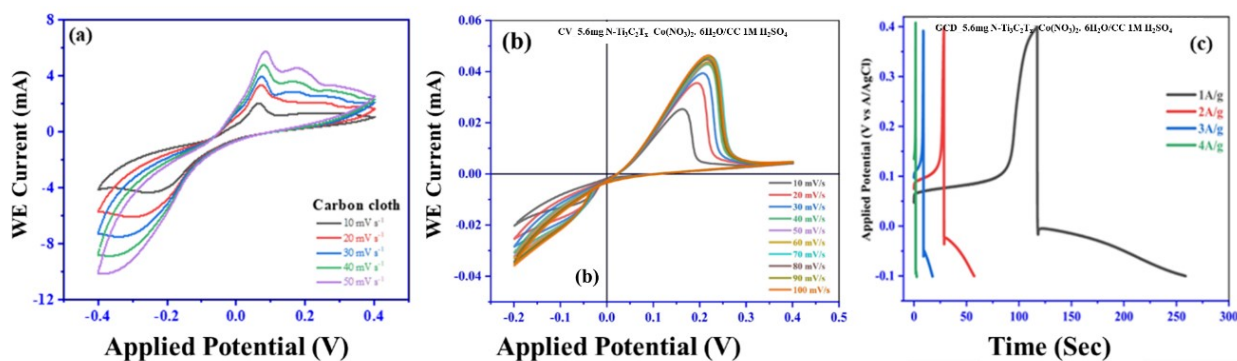 (a)
WE Current (mA)
8
4
0
-4
-8
-12
-0.4
-0.2
0.0
0.2
0.4
Applied Potential (V)
Carbon cloth
10 mV s⁻¹
20 mV s⁻¹
30 mV s⁻¹
40 mV s⁻¹
50 mV s⁻¹
(b)
CV 5.6mg N-Ti₃C₂Tₓ Co(NO₃)₂. 6H₂O/CC 1M H₂SO₄
WE Current (mA)
0.06
0.04
0.02
0.00
-0.02
-0.04
-0.2
-0.1
0.0
0.1
0.2
0.3
0.4
0.5
Applied Potential (V)
10 mV/s
20 mV/s
30 mV/s
40 mV/s
50 mV/s
60 mV/s
70 mV/s
80 mV/s
90 mV/s
100 mV/s
(b)
GCD 5.6mg N-Ti₃C₂Tₓ Co(NO₃)₂. 6H₂O/CC 1M H₂SO₄
(c)
Applied Potential (V vs A/AgCl)
0.4
0.3
0.2
0.1
0.0
-0.1
0
50
100
150
200
250
300
Time (Sec)
1A/g
2A/g
3A/g
4A/g